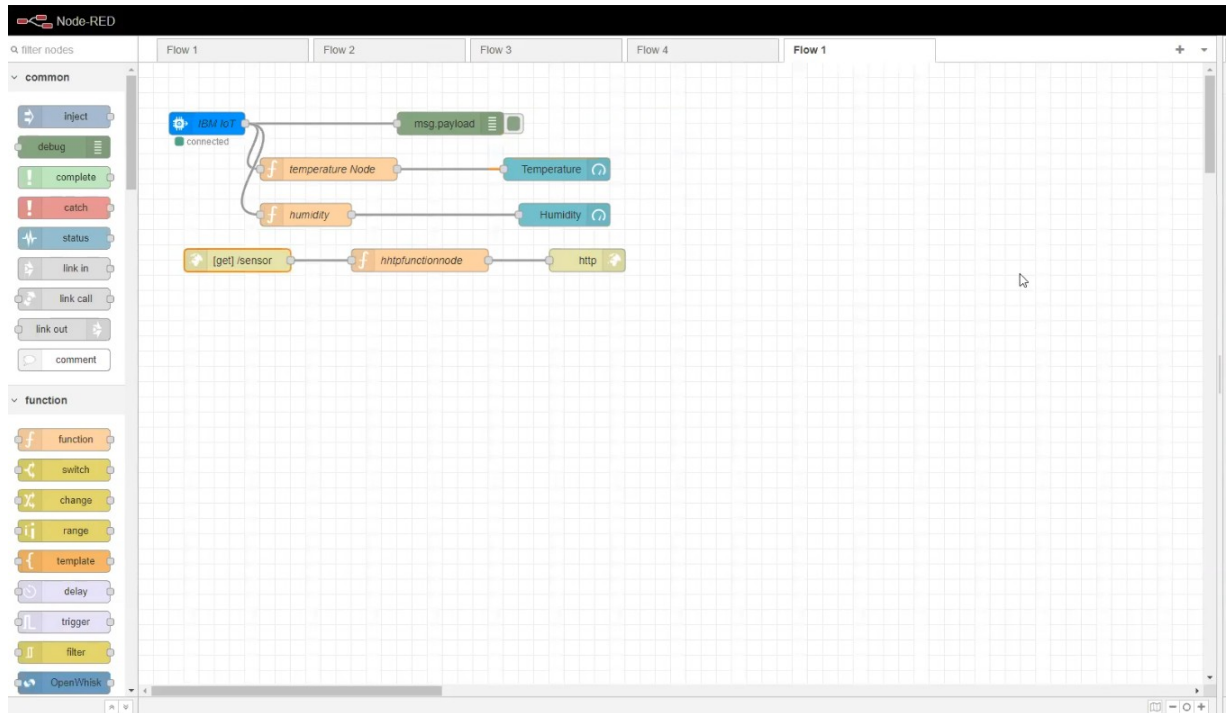 Node-RED
filter nodes
Flow 1
Flow 2
Flow 3
Flow 4
Flow 1
common
inject
debug
complete
catch
status
link in
link call
link out
comment
function
function
switch
change
range
template
delay
trigger
filter
OpenWhisk
IBM IoT
connected
msg.payload
temperature Node
Temperature
humidity
Humidity
[get] /sensor
hhtpfunctionnode
http